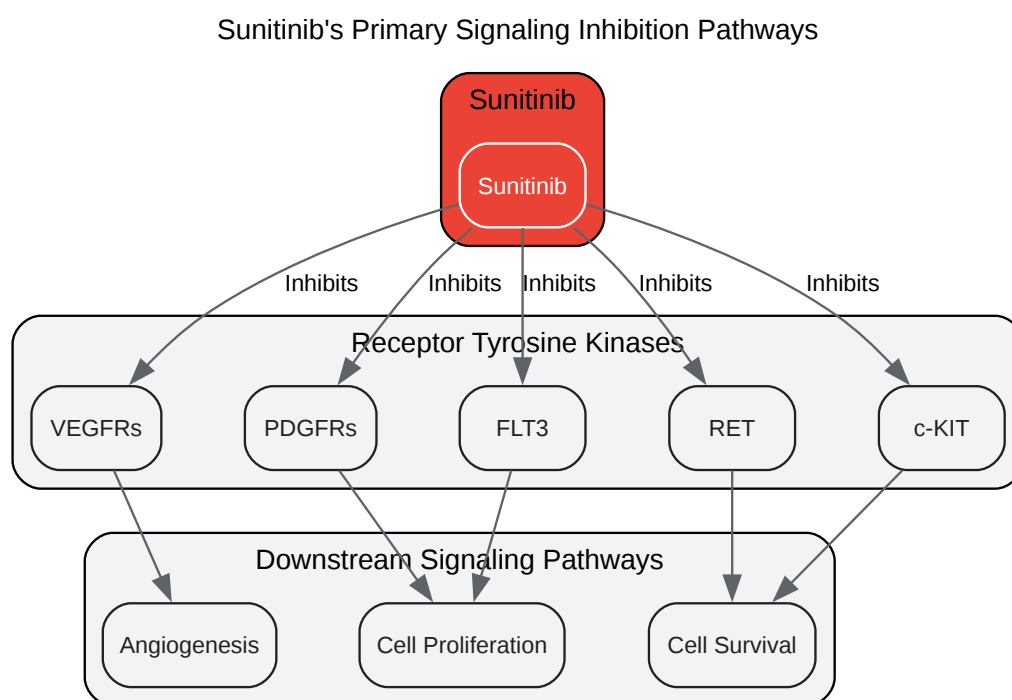 Sunitinib's Primary Signaling Inhibition Pathways
Sunitinib
Sunitinib
Inhibits Inhibits Inhibits Inhibits Inhibits
Receptor Tyrosine Kinases
VEGFRs PDGFRs FLT3 RET c-KIT
Downstream Signaling Pathways
Angiogenesis Cell Proliferation Cell Survival